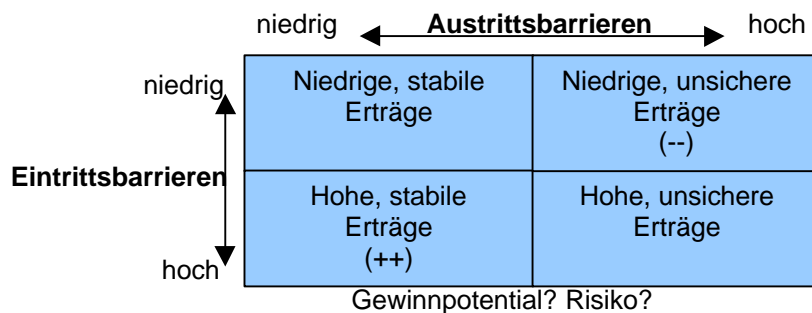 niedrig Austrittsbarrieren hoch
niedrig
Niedrige, stabile
Erträge
Niedrige, unsichere
Erträge
(--)
Eintrittsbarrieren
Hohe, stabile
Erträge
(++)
Hohe, unsichere
Erträge
hoch
Gewinnpotential? Risiko?